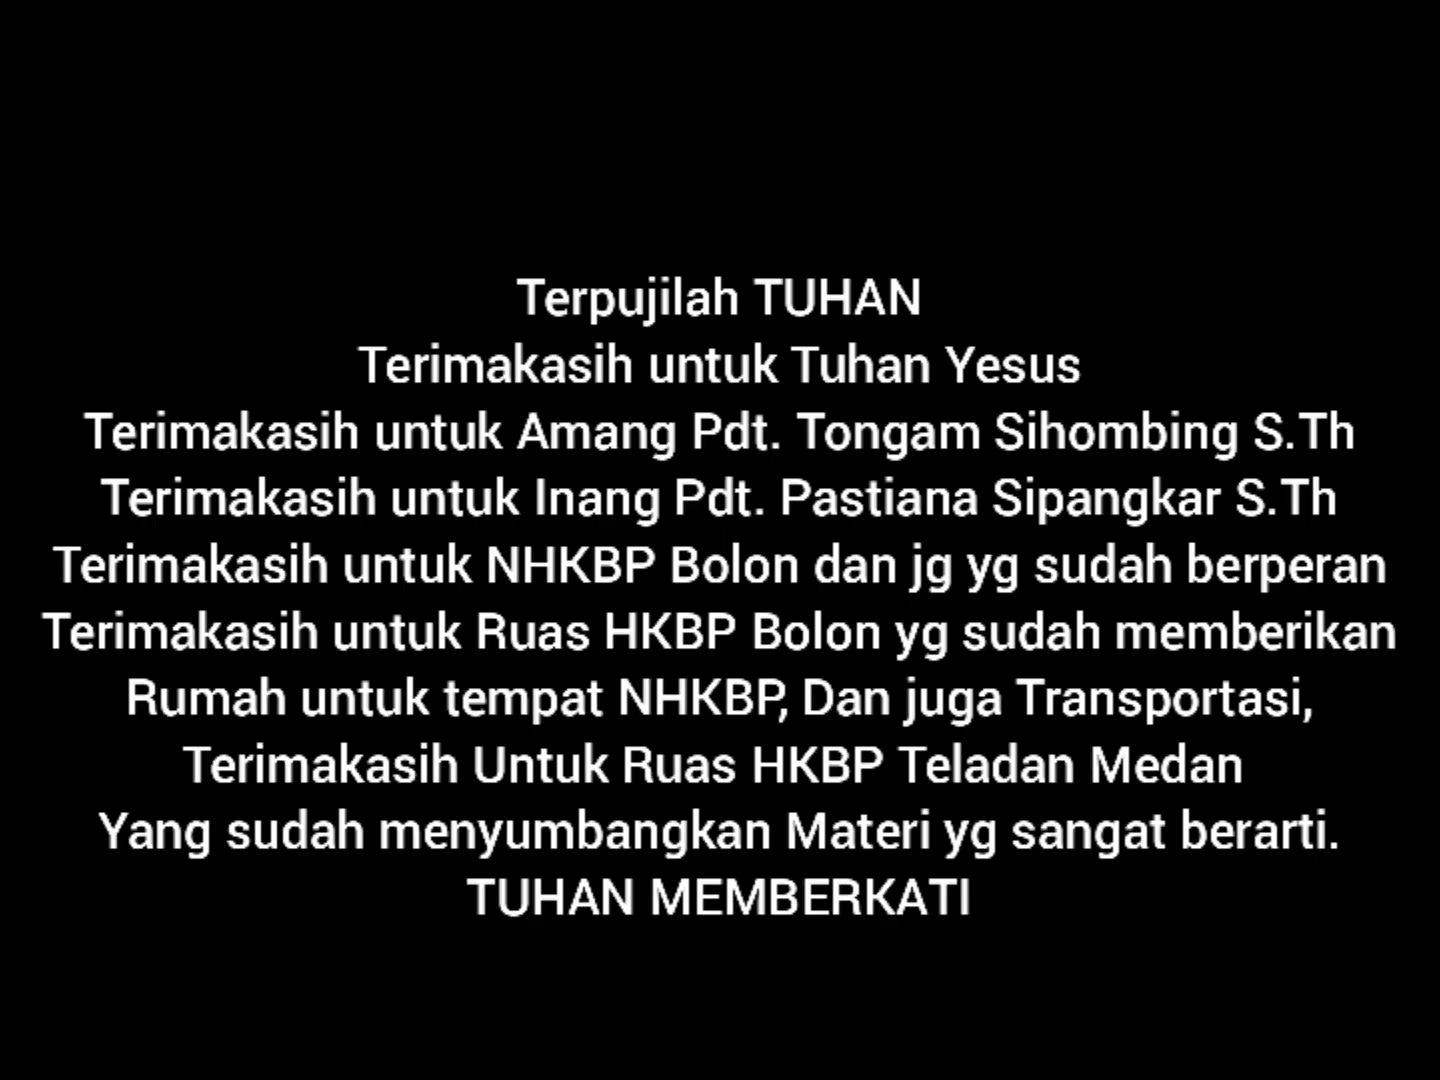 Terpujilah TUHAN
Terimakasih untuk Tuhan Yesus
Terimakasih untuk Amang Pdt. Tongam Sihombing S.Th
Terimakasih untuk Inang Pdt. Pastiana Sipangkar S.Th
Terimakasih untuk NHKBP Bolon dan jg yg sudah berperan
Terimakasih untuk Ruas HKBP Bolon yg sudah memberikan
Rumah untuk tempat NHKBP, Dan juga Transportasi,
Terimakasih Untuk Ruas HKBP Teladan Medan
Yang sudah menyumbangkan Materi yg sangat berarti.
TUHAN MEMBERKATI